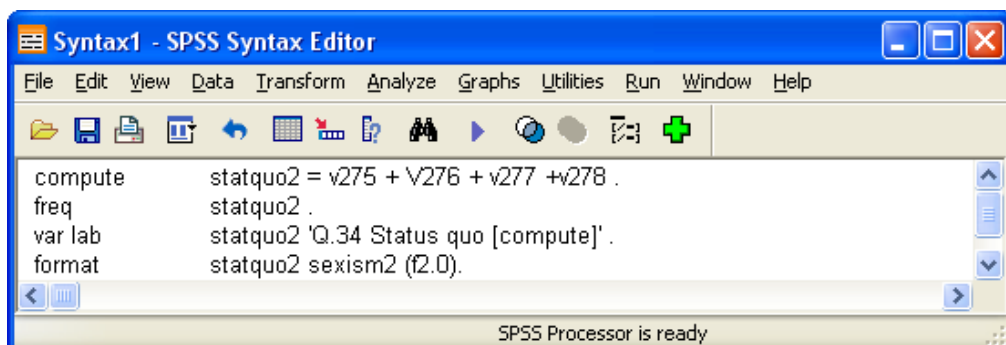 Syntax1 - SPSS Syntax Editor
File Edit View Data Transform Analyze Graphs Utilities Run Window Help
compute statquo2 = v275 + V276 + v277 +v278 .
freq statquo2 .
var lab statquo2 'Q.34 Status quo [compute]' .
format statquo2 sexism2 (f2.0).
SPSS Processor is ready